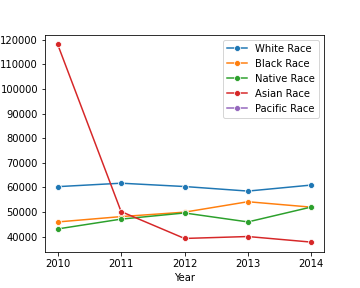 120000
110000
100000
90000
80000
70000
60000
50000
40000
White Race
Black Race
Native Race
Asian Race
Pacific Race
2010 2011 2012 2013 2014
Year